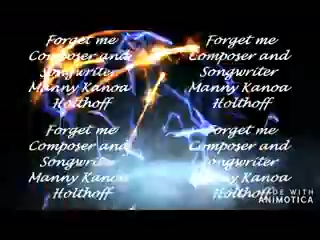 Forget me
Composer and
Songwriter
Manny Kanoa
Holthoff
Forget me
Composer and
Songwriter
Manny Kanoa
Holthoff
Forget me
Composer and
Songwriter
Manny Kanoa
Holthoff
Forget me
Composer and
Songwriter
Manny Kanoa
Holthoff
MADE WITH
ANIMOTICA